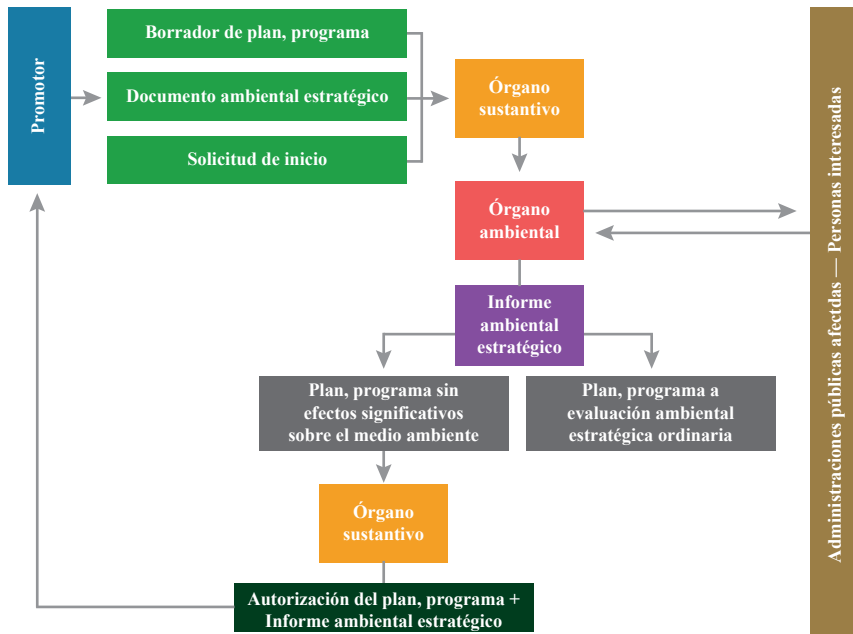 Promotor
Borrador de plan, programa
Documento ambiental estratégico
Solicitud de inicio
Órgano
sustantivo
Órgano
ambiental
Informe
ambiental
estratégico
Plan, programa sin
efectos significativos
sobre el medio ambiente
Plan, programa a
evaluación ambiental
estratégica ordinaria
Órgano
sustantivo
Autorización del plan, programa +
Informe ambiental estratégico
Administraciones públicas afectdas — Personas interesadas